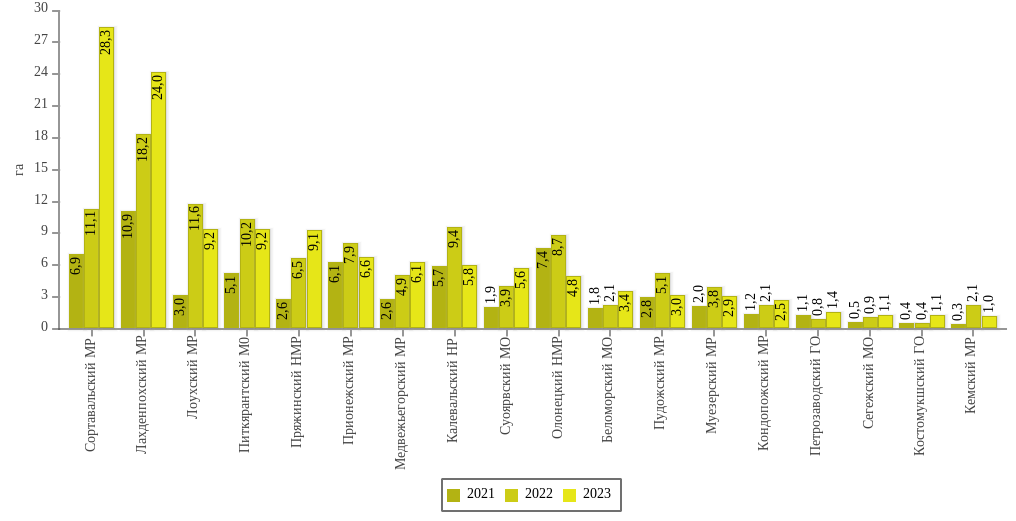 30
27
24
21
18
15
12
9
6
3
0
га
6,9 11,1 28,3
10,9 18,2 24,0
3,0 11,6 9,2
5,1 10,2 9,2
2,6 6,5 9,1
6,1 7,9 6,6
2,6 4,9 6,1
5,7 9,4 5,8
1,9 3,9 5,6
7,4 8,7 4,8
1,8 2,1 3,4
2,8 5,1 3,0
2,0 3,8 2,9
1,2 2,1 2,5
1,1 0,8 1,4
0,5 0,9 1,1
0,4 0,4 1,1
0,3 2,1 1,0
Сортавальский МР
Лахденпохский МР
Лоухский МР
Питкярантский М0
Пряжинский НМР
Прионежский МР
Медвежьегорский МР
Калевальский НР
Суоярвский МО
Олонецкий НМР
Беломорский МО
Пудожский МР
Муезерский МР
Кондопожский МР
Петрозаводский ГО
Сегежский МО
Костомукшский ГО
Кемский МР
2021 2022 2023